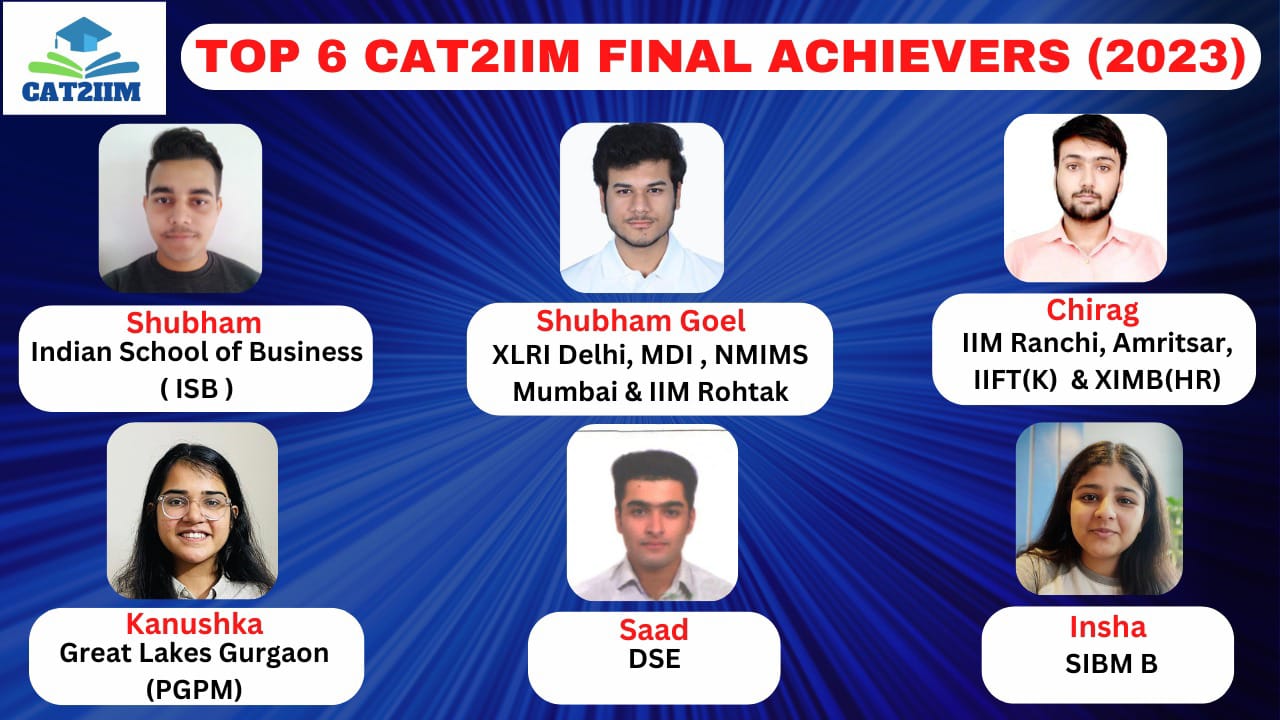 CAT2IIM
TOP 6 CAT2IIM FINAL ACHIEVERS (2023)
Shubham
Indian School of Business
( ISB )
Shubham Goel
XLRI Delhi, MDI , NMIMS
Mumbai & IIM Rohtak
Chirag
IIM Ranchi, Amritsar,
IIFT(K) & XIMB(HR)
Kanushka
Great Lakes Gurgaon
(PGPM)
Saad
DSE
Insha
SIBM B